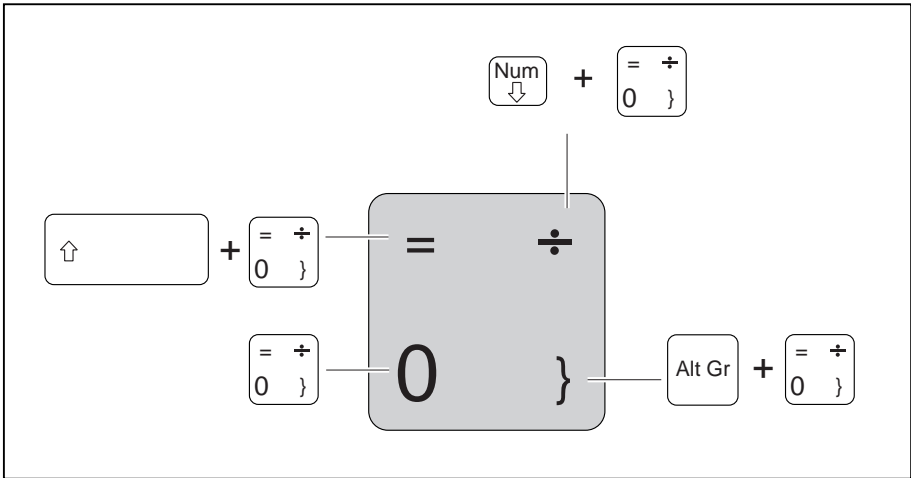 Num + = ÷
⇩ 0 }
⇧ + = ÷ = ÷
0 }
= ÷ 0 } Alt Gr + = ÷
0 } 0 }